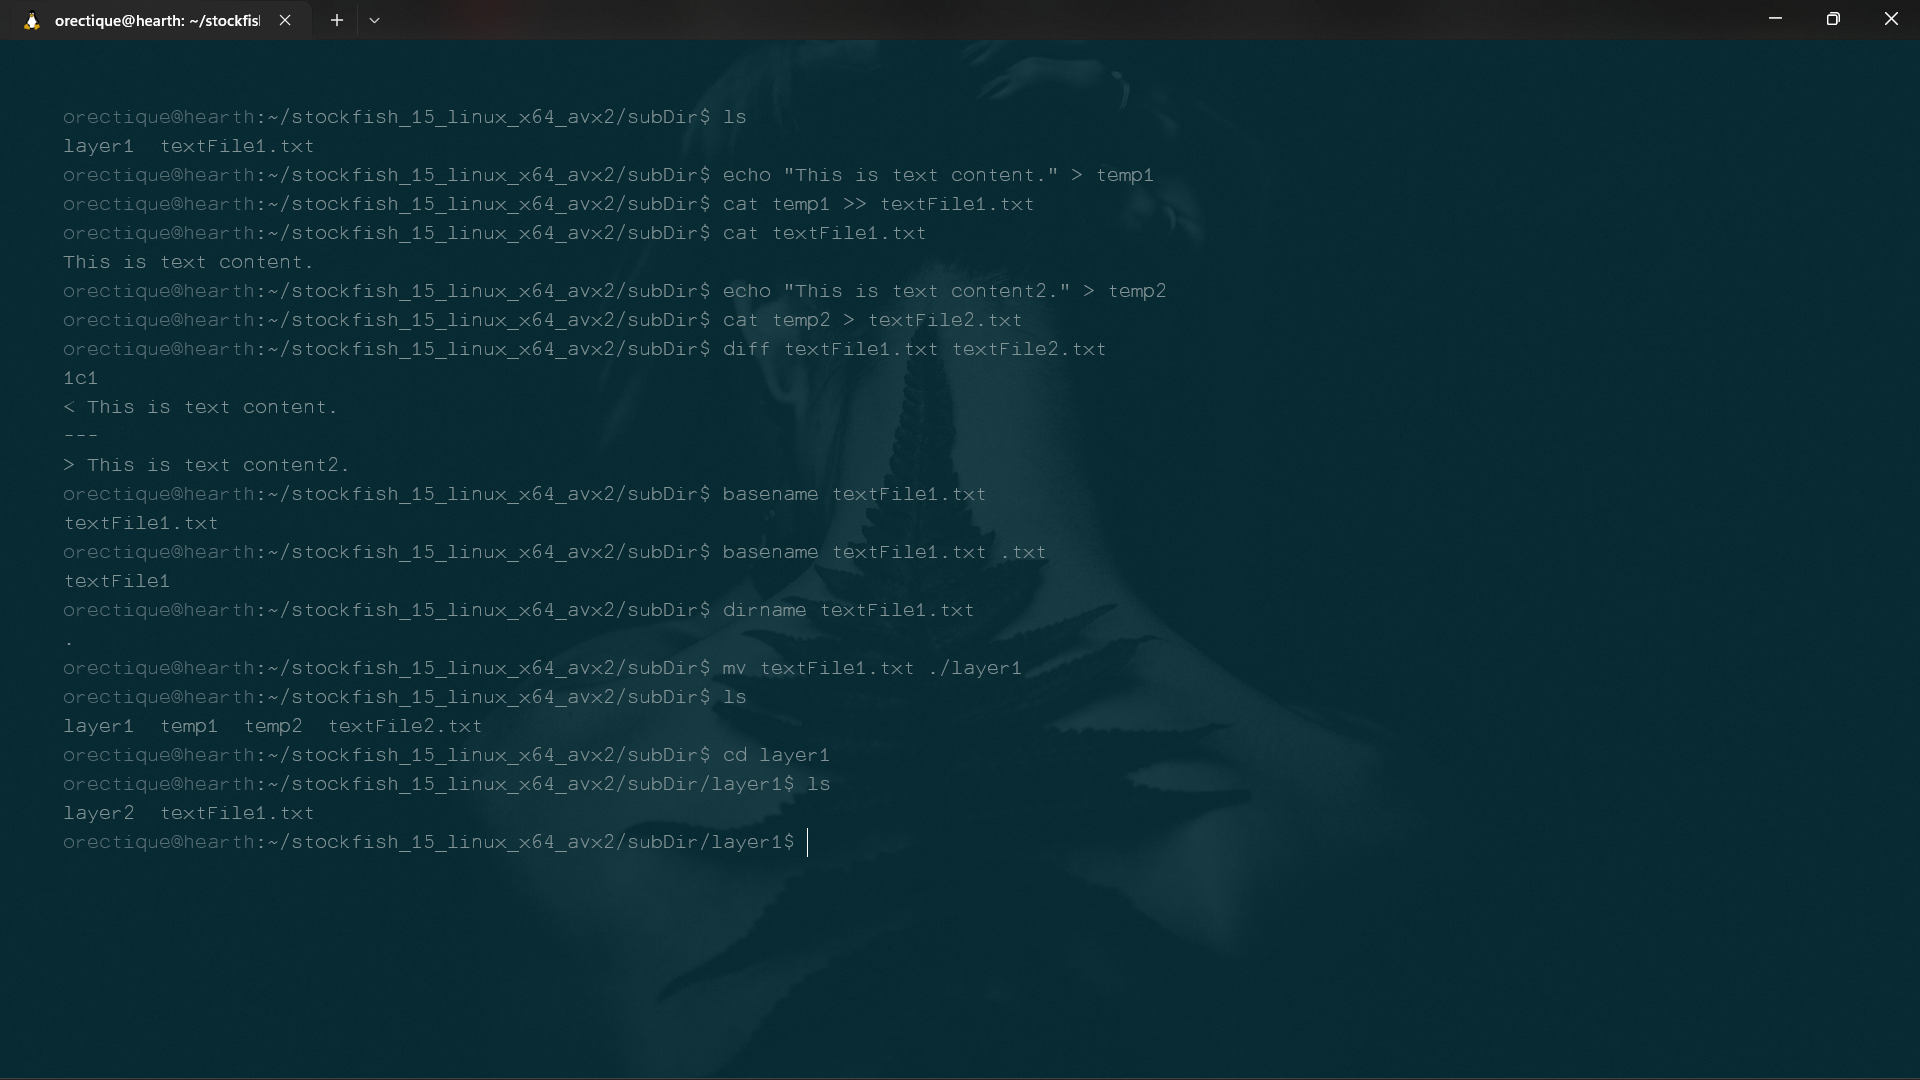 orectique@hearth: ~/stockfis
orectique@hearth:~/stockfish_15_linux_x64_avx2/subDir$ ls
layer1  textFile1.txt
orectique@hearth:~/stockfish_15_linux_x64_avx2/subDir$ echo "This is text content." > temp1
orectique@hearth:~/stockfish_15_linux_x64_avx2/subDir$ cat temp1 >> textFile1.txt
orectique@hearth:~/stockfish_15_linux_x64_avx2/subDir$ cat textFile1.txt
This is text content.
orectique@hearth:~/stockfish_15_linux_x64_avx2/subDir$ echo "This is text content2." > temp2
orectique@hearth:~/stockfish_15_linux_x64_avx2/subDir$ cat temp2 > textFile2.txt
orectique@hearth:~/stockfish_15_linux_x64_avx2/subDir$ diff textFile1.txt textFile2.txt
1c1
< This is text content.
---
> This is text content2.
orectique@hearth:~/stockfish_15_linux_x64_avx2/subDir$ basename textFile1.txt
textFile1.txt
orectique@hearth:~/stockfish_15_linux_x64_avx2/subDir$ basename textFile1.txt .txt
textFile1
orectique@hearth:~/stockfish_15_linux_x64_avx2/subDir$ dirname textFile1.txt
.
orectique@hearth:~/stockfish_15_linux_x64_avx2/subDir$ mv textFile1.txt ./layer1
orectique@hearth:~/stockfish_15_linux_x64_avx2/subDir$ ls
layer1  temp1  temp2  textFile2.txt
orectique@hearth:~/stockfish_15_linux_x64_avx2/subDir$ cd layer1
orectique@hearth:~/stockfish_15_linux_x64_avx2/subDir/layer1$ ls
layer2  textFile1.txt
orectique@hearth:~/stockfish_15_linux_x64_avx2/subDir/layer1$